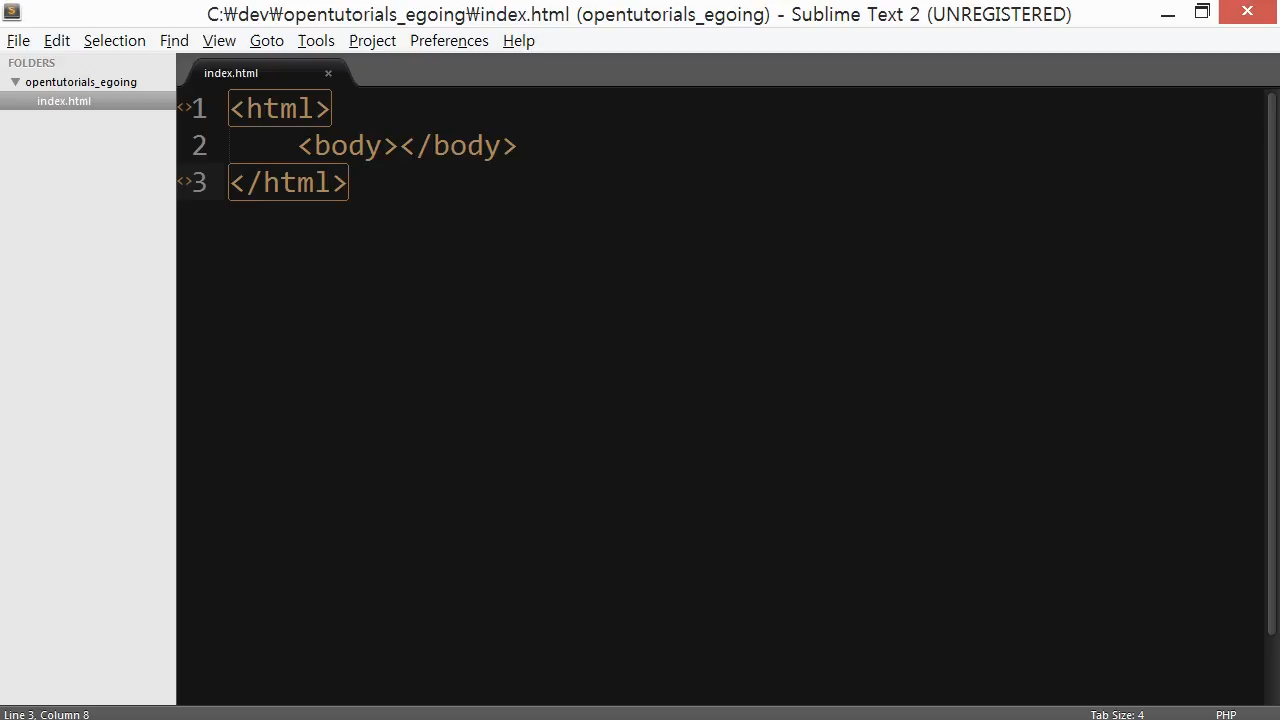 C:₩dev₩opentutorials_egoing₩index.html (opentutorials_egoing) - Sublime Text 2 (UNREGISTERED)
File Edit Selection Find View Goto Tools Project Preferences Help
FOLDERS
opentutorials_egoing
index.html
index.html ×
1 <html>
2 <body></body>
3 </html>
Line 3, Column 8
Tab Size: 4
PHP